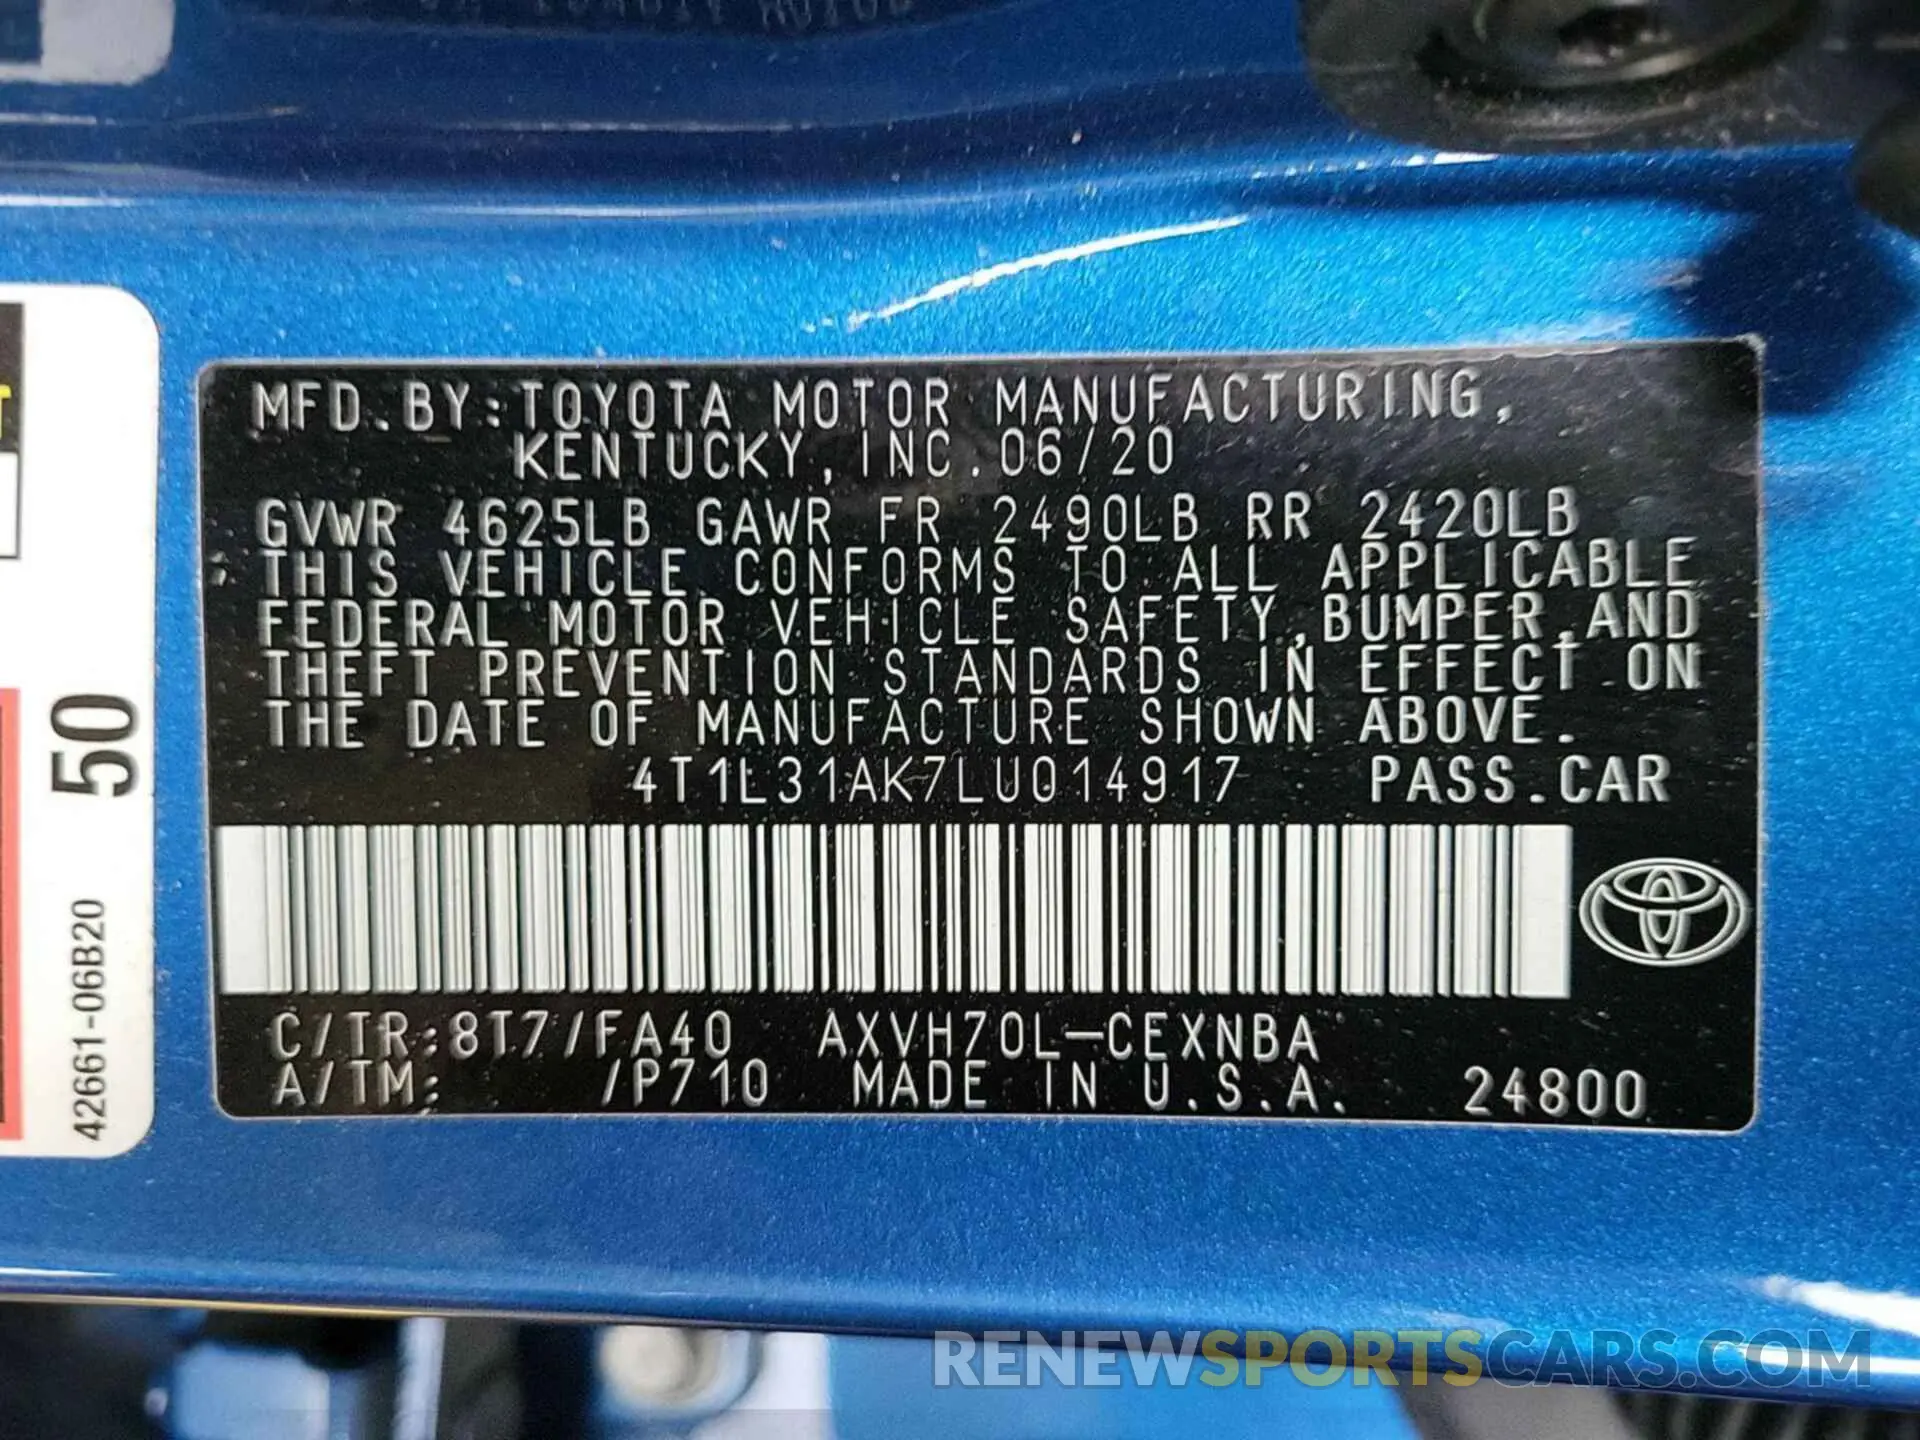 MFD.BY:TOYOTA MOTOR MANUFACTURING,
KENTUCKY,INC.06/20
GVWR 4625LB GAWR FR 2490LB RR 2420LB
THIS VEHICLE CONFORMS TO ALL APPLICABLE
FEDERAL MOTOR VEHICLE SAFETY,BUMPER,AND
THEFT PREVENTION STANDARDS IN EFFECT ON
THE DATE OF MANUFACTURE SHOWN ABOVE.
4T1L31AK7LU014917 PASS.CAR
C/TR:8T7/FA40 AXVH70L-CEXNBA
A/TM: /P710 MADE IN U.S.A. 24800
50
42661-06B20
RENEWSPORTSCARS.COM